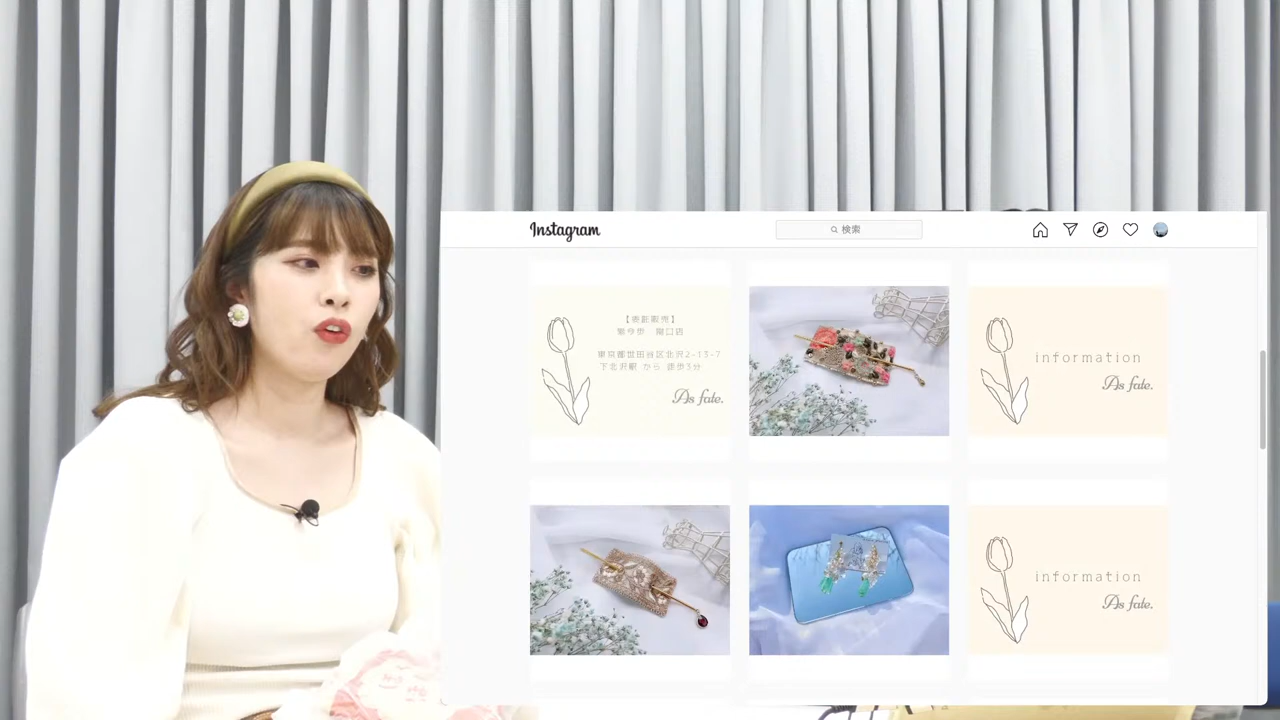 Instagram
検索
【委託販売】
東京都世田谷区北沢2-13-7
下北沢駅 から 徒歩3分
As fate.
information
As fate.
information
As fate.